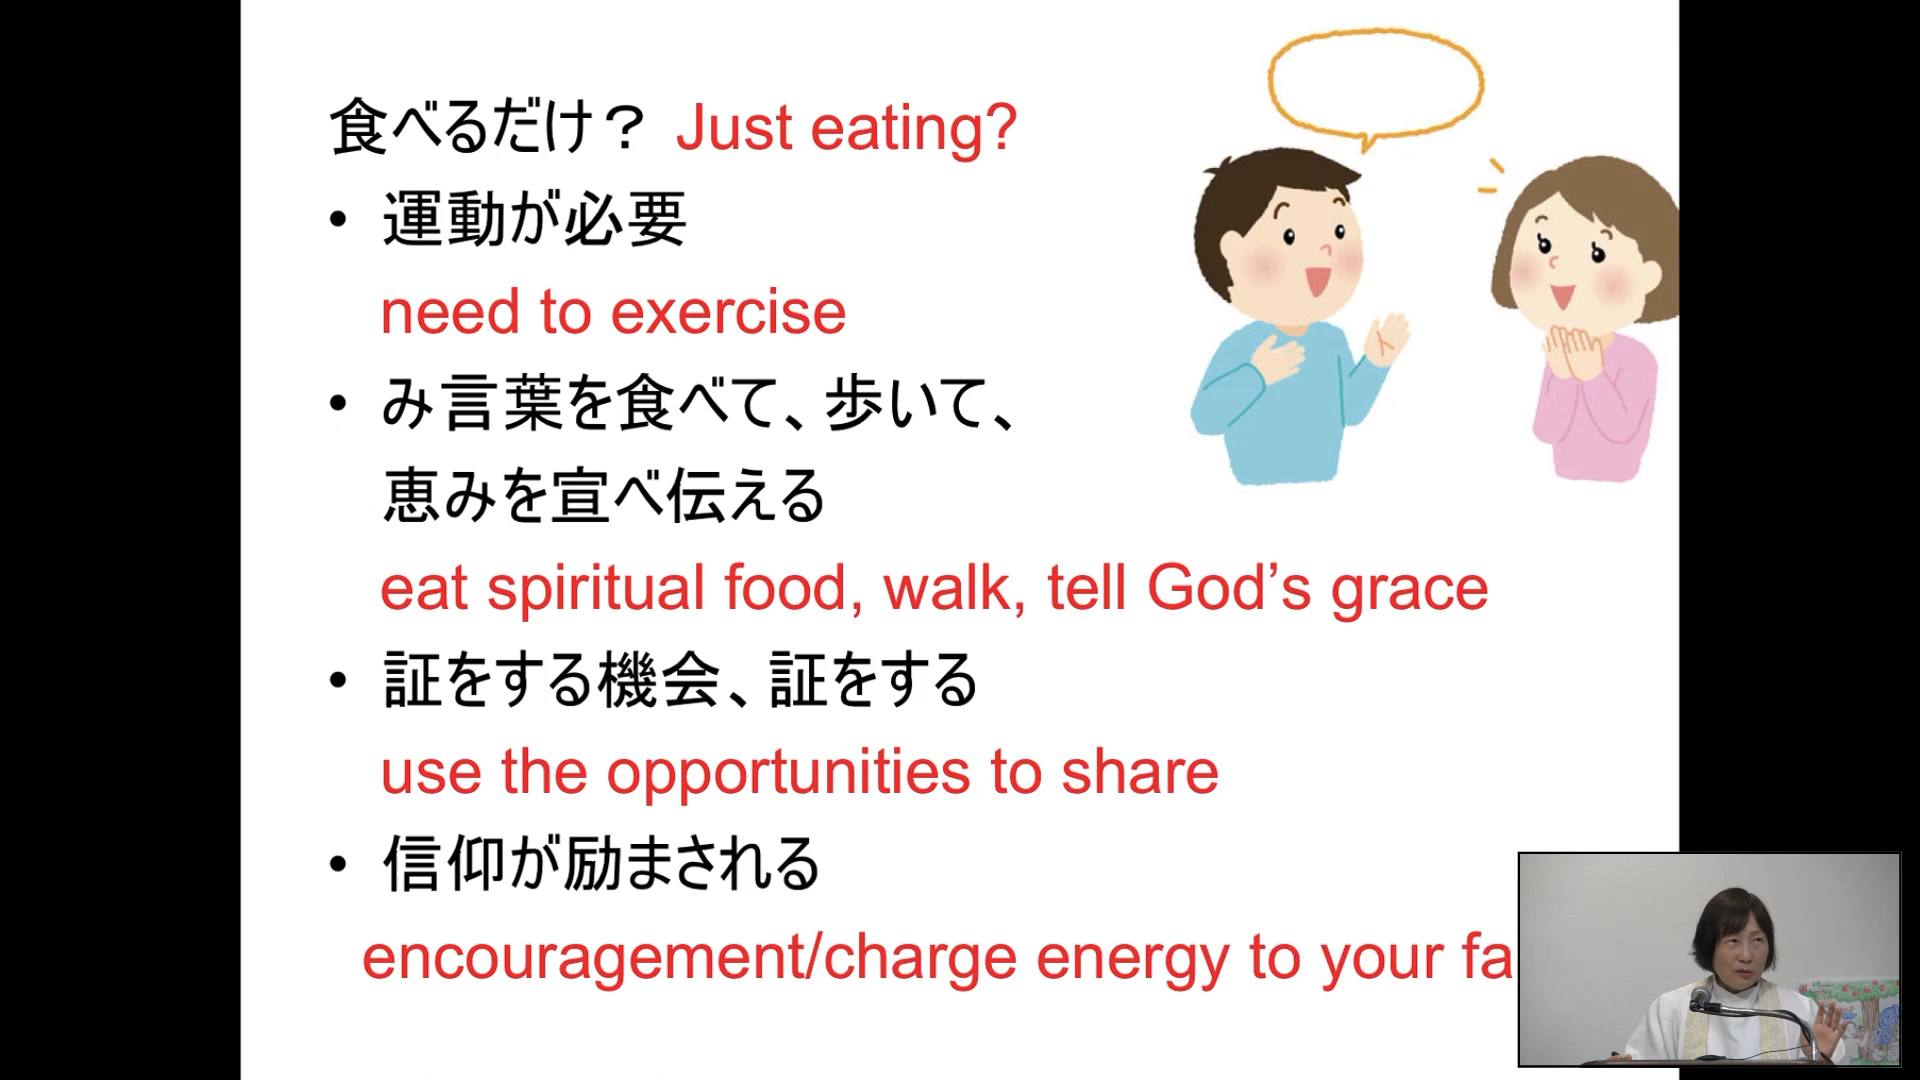 食べるだけ？ Just eating?
• 運動が必要
need to exercise
• み言葉を食べて、歩いて、
恵みを宣べ伝える
eat spiritual food, walk, tell God’s grace
• 証をする機会、証をする
use the opportunities to share
• 信仰が励まされる
encouragement/charge energy to your fa